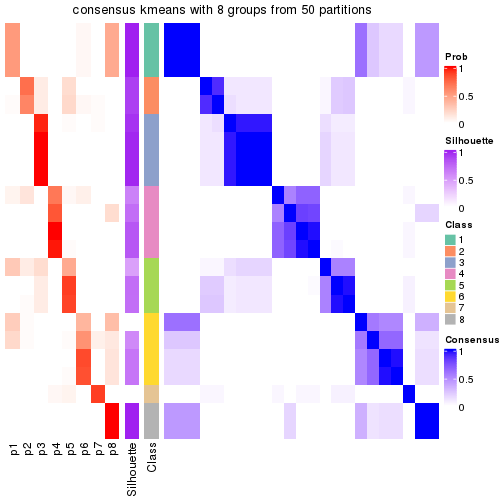 consensus kmeans with 8 groups from 50 partitions
p1
p2
p3
p4
p5
p6
p7
p8
Silhouette
Class
Prob
1
0.5
0
Silhouette
1
0.5
0
Class
1
2
3
4
5
6
7
8
Consensus
1
0.5
0